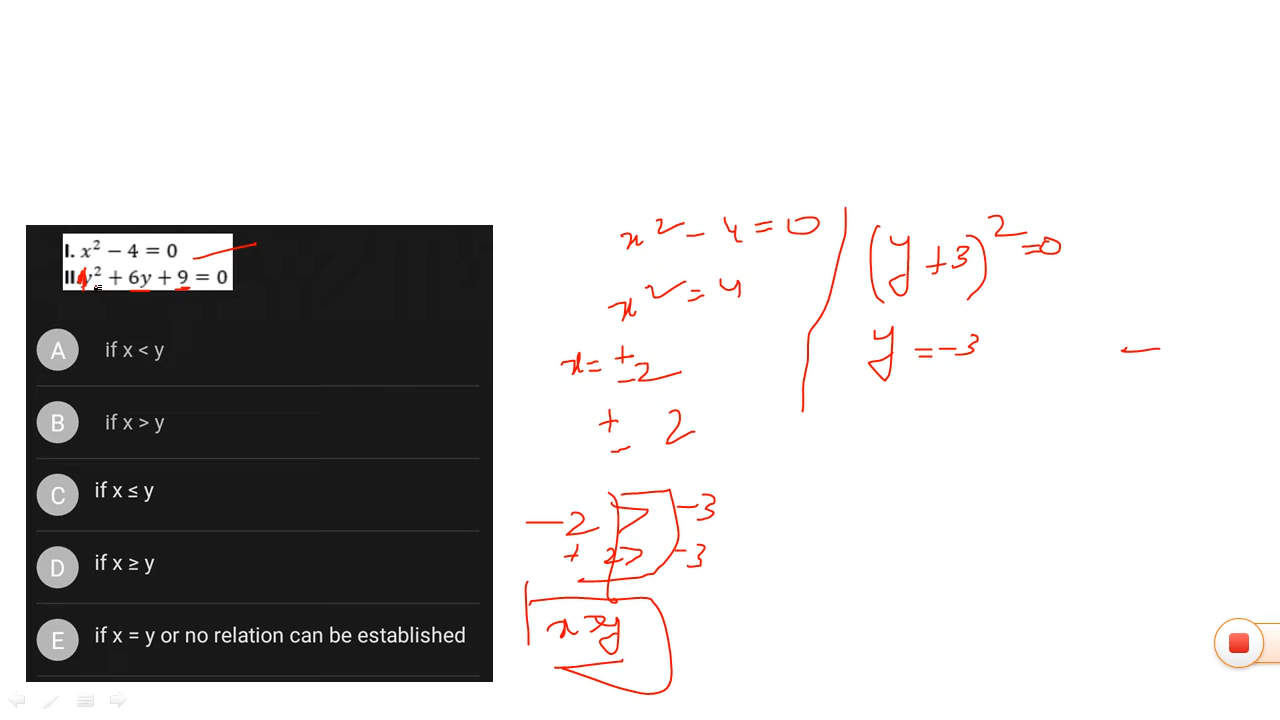 I. x² − 4 = 0
II. y² + 6y + 9 = 0
A if x < y
B if x > y
C if x ≤ y
D if x ≥ y
E if x = y or no relation can be established
x² − 4 = 0
x² = 4
x = ±2
± 2
−2 > −3
+ 2 > −3
x > y
(y + 3)² = 0
y = −3